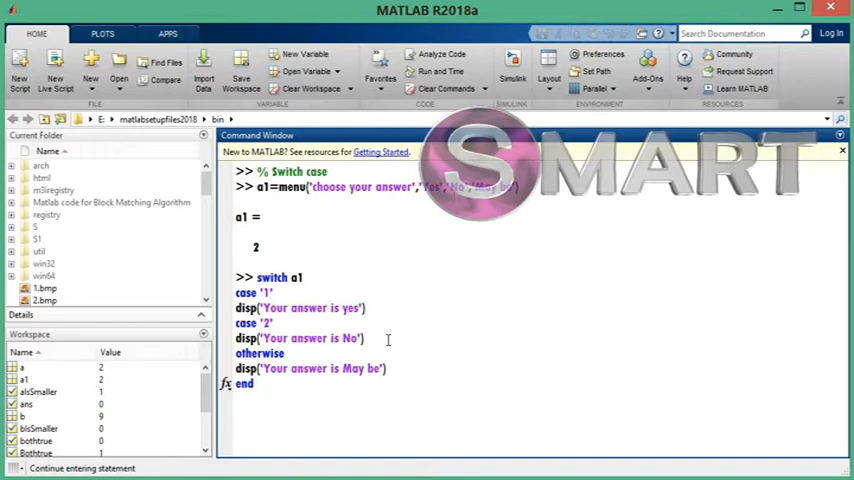 MATLAB R2018a
HOME
PLOTS
APPS
Search Documentation
Log In
New Script
New Live Script
New
Open
Find Files
Compare
FILE
Import Data
Save Workspace
New Variable
Open Variable
Clear Workspace
VARIABLE
Favorites
Analyze Code
Run and Time
Clear Commands
CODE
Simulink
SIMULINK
Layout
Preferences
Set Path
Parallel
Add-Ons
ENVIRONMENT
Help
Community
Request Support
Learn MATLAB
RESOURCES
E: matlabsetupfiles2018 bin
Current Folder
Name
arch
html
m3iregistry
Matlab code for Block Matching Algorithm
registry
S
S1
util
win32
win64
1.bmp
2.bmp
Details
Workspace
Name Value
a 2
a1 2
alsSmaller 1
ans 0
b 9
blsSmaller 0
bothtrue 0
Bothtrue 1
Command Window
New to MATLAB? See resources for Getting Started.
SMART
>> % Switch case
>> a1=menu('choose your answer','Yes','No','May be')
a1 =
2
>> switch a1
case '1'
disp('Your answer is yes')
case '2'
disp('Your answer is No')
otherwise
disp('Your answer is May be')
fx end
Continue entering statement